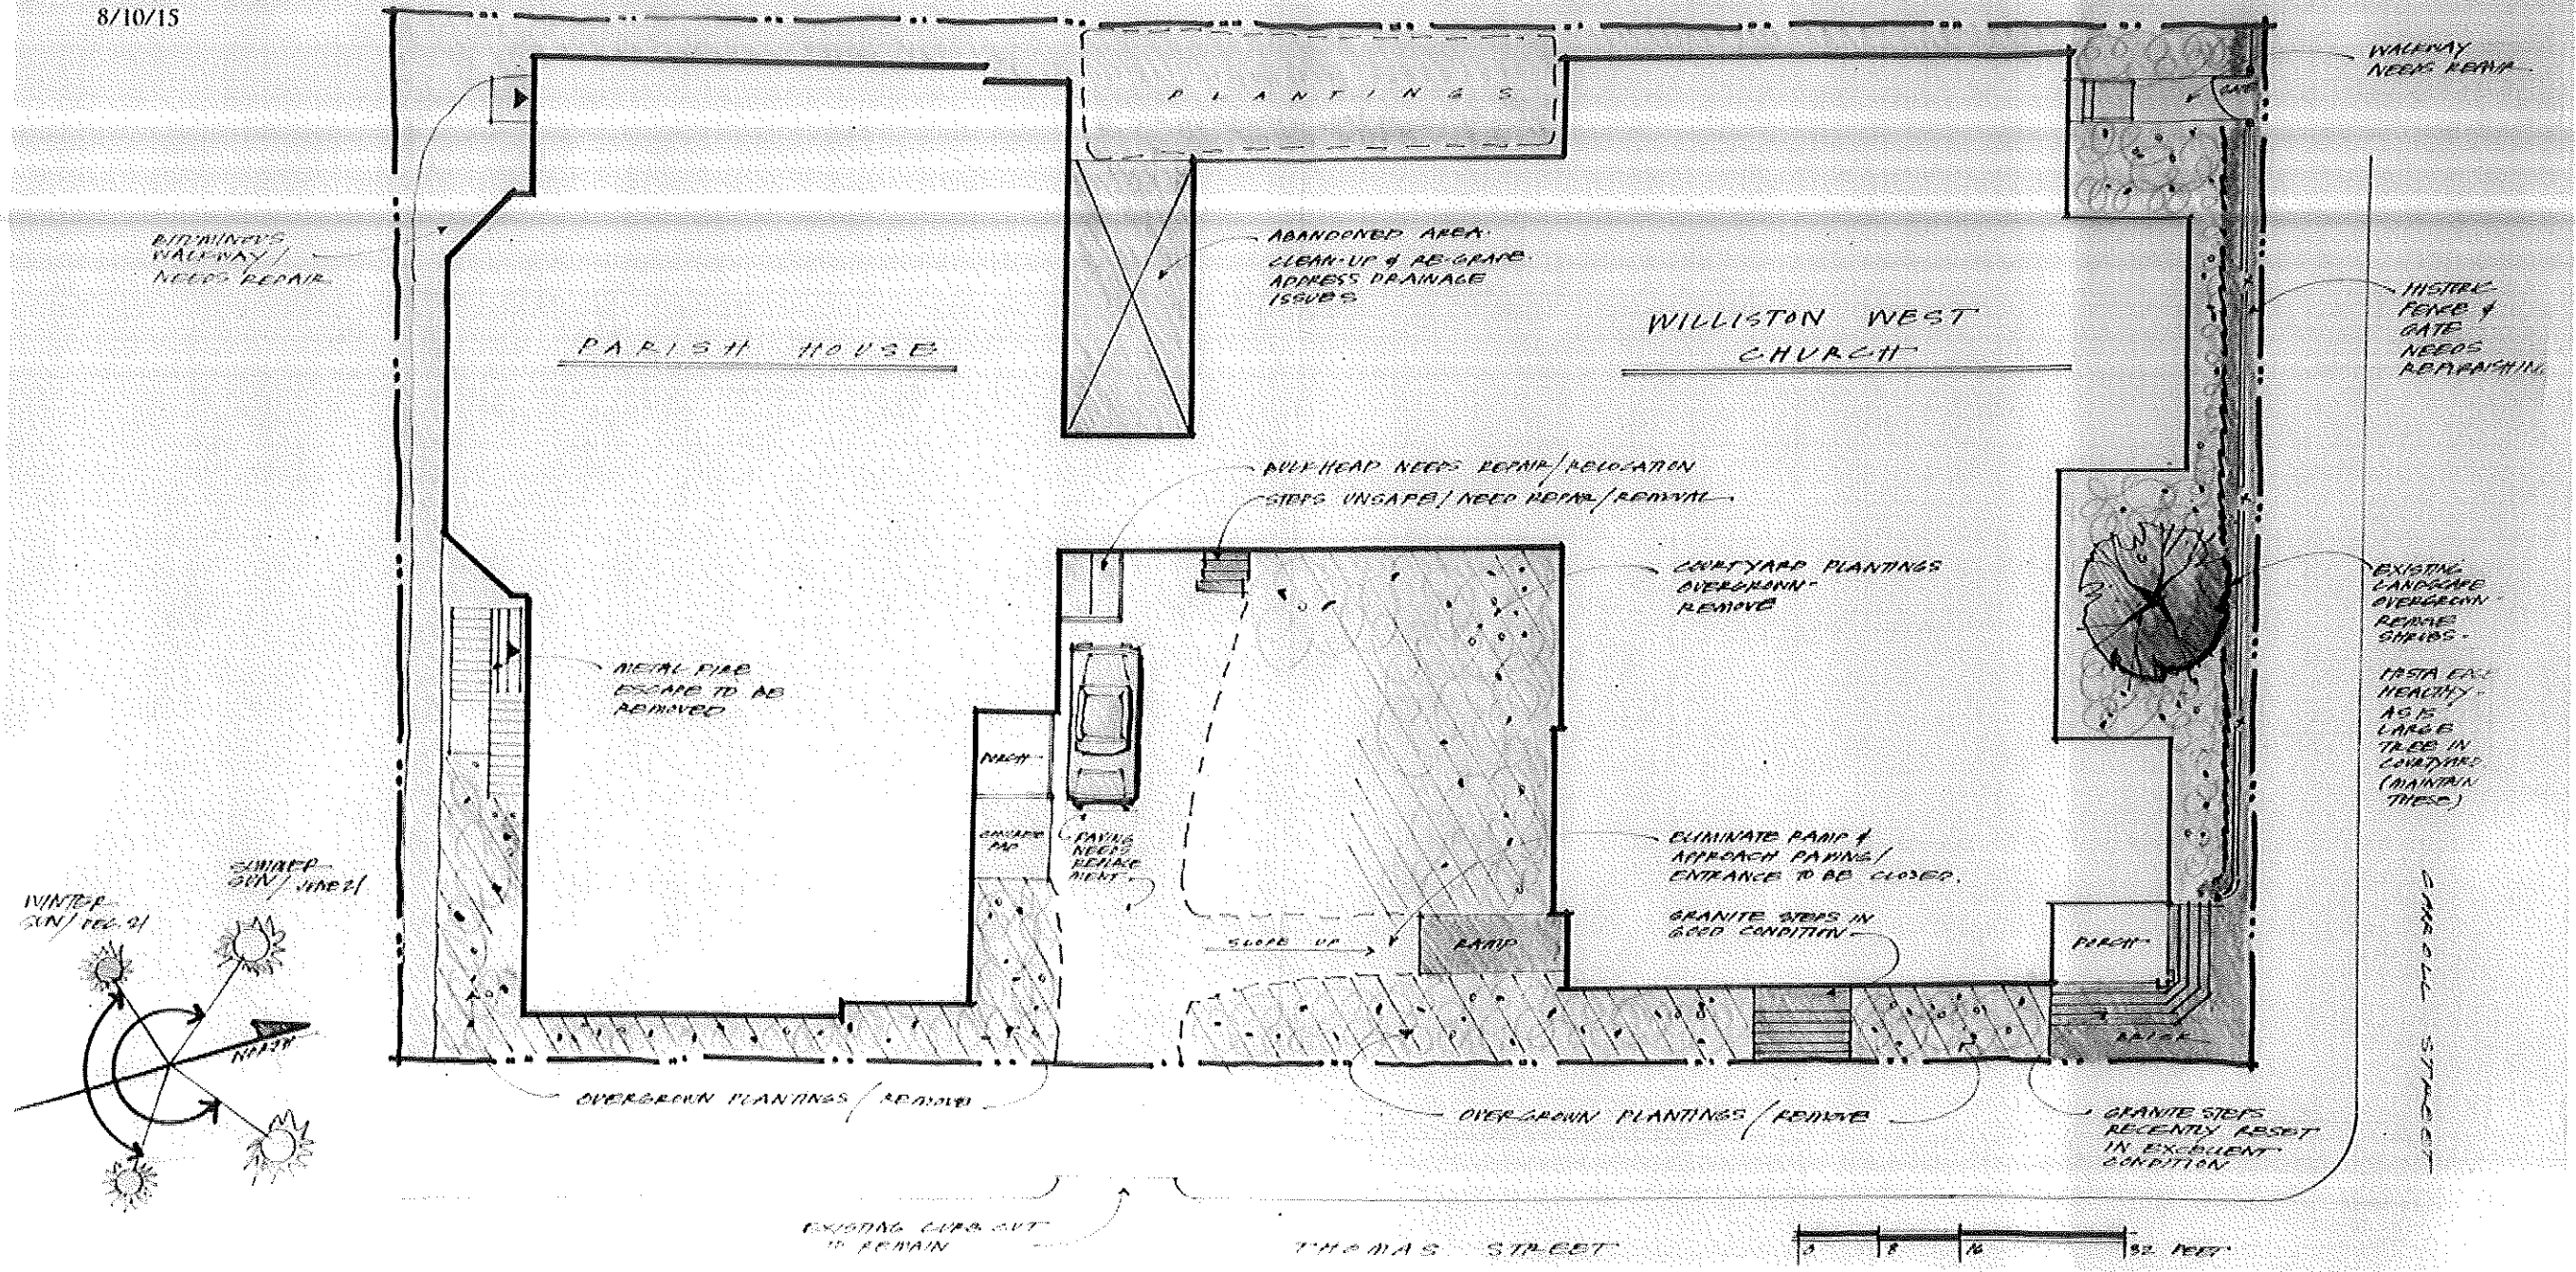 8/10/15
WALKWAY
NEEDS REPAIR
GATE
PLANTINGS
BITUMINOUS
WALKWAY /
NEEDS REPAIR
ABANDONED AREA.
CLEAN-UP & RE-GRADE.
ADDRESS DRAINAGE
ISSUES
HISTORIC
FENCE &
GATE
NEEDS
REFURBISHING
PARISH HOUSE
WILLISTON WEST
CHURCH
BULKHEAD NEEDS REPAIR/RELOCATION
STEPS UNSAFE/NEED REPAIR/REMOVAL
COURTYARD PLANTINGS
OVERGROWN-
REMOVE
EXISTING
LANDSCAPE
OVERGROWN
REMOVE
SHRUBS-
HEALTHY-
AS IS
LARGE
TREE IN
COURTYARD
(MAINTAIN
THESE)
METAL FIRE
ESCAPE TO BE
REMOVED
PORCH
PAD
PAVING
NEEDS
REPLACE
MENT.
ELIMINATE RAMP &
APPROACH PAVING/
ENTRANCE TO BE CLOSED.
GRANITE STEPS IN
GOOD CONDITION
SLOPE UP
RAMP
PORCH
BRICK
CARROLL STREET
SUMMER
SUN/ JUNE 21
WINTER
SUN/ DEC. 21
NORTH
OVERGROWN PLANTINGS / REMOVE
OVERGROWN PLANTINGS / REMOVE
GRANITE STEPS
RECENTLY RESET
IN EXCELLENT
CONDITION
EXISTING CURB CUT
TO REMAIN
THOMAS STREET
0 8 16 32 FEET